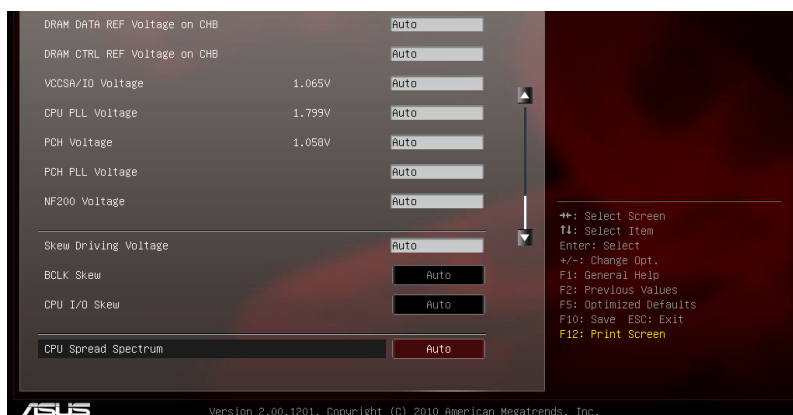 DRAM DATA REF Voltage on CHB Auto
DRAM CTRL REF Voltage on CHB Auto
VCCSA/IO Voltage 1.065V Auto
CPU PLL Voltage 1.799V Auto
PCH Voltage 1.058V Auto
PCH PLL Voltage Auto
NF200 Voltage Auto
Skew Driving Voltage Auto
BCLK Skew Auto
CPU I/O Skew Auto
CPU Spread Spectrum Auto
→←: Select Screen
↑↓: Select Item
Enter: Select
+/-: Change Opt.
F1: General Help
F2: Previous Values
F5: Optimized Defaults
F10: Save ESC: Exit
F12: Print Screen
ASUS
Version 2.00.1201. Copyright (C) 2010 American Megatrends, Inc.